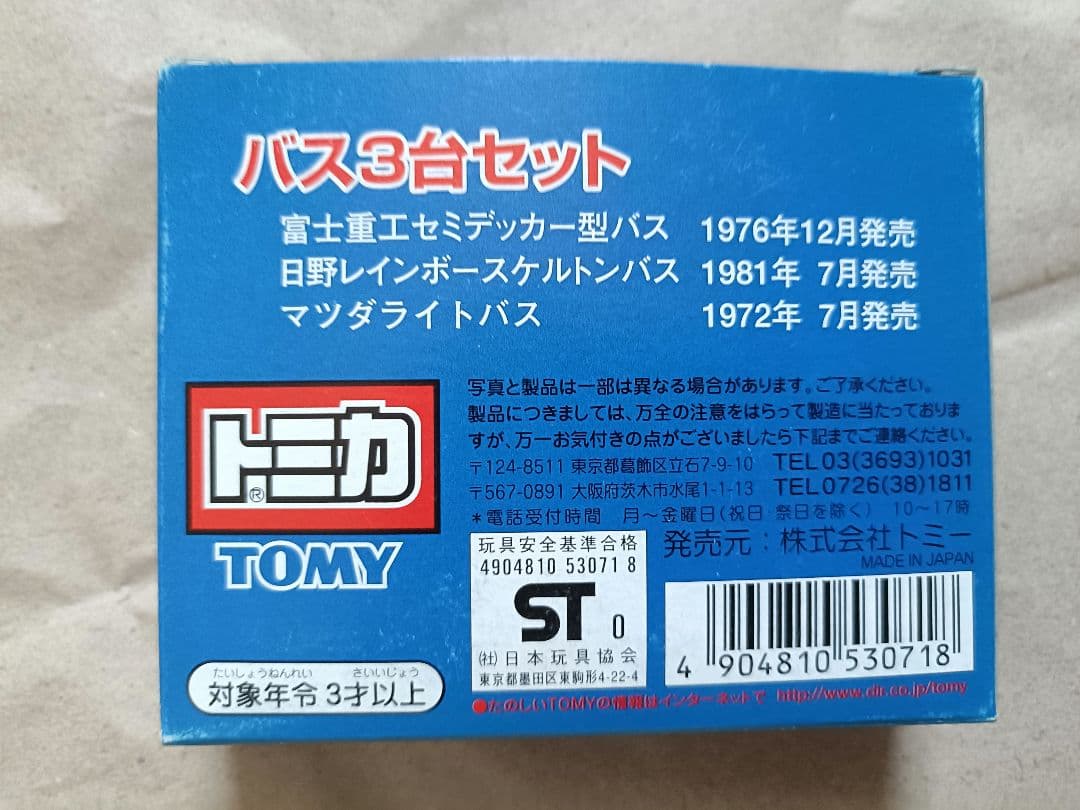 バス3台セット
富士重工セミデッカー型バス 1976年12月発売
日野レインボースケルトンバス 1981年 7月発売
マツダライトバス 1972年 7月発売
トミカ®
TOMY
写真と製品は一部は異なる場合があります。ご了承ください。
製品につきましては、万全の注意をはらって製造に当たっておりま
すが、万一お気付きの点がございましたら下記までご連絡ください。
〒124-8511 東京都葛飾区立石7-9-10 TEL03(3693)1031
〒567-0891 大阪府茨木市水尾1-1-13 TEL0726(38)1811
*電話受付時間 月〜金曜日(祝日・祭日を除く) 10〜17時
発売元:株式会社トミー
MADE IN JAPAN
玩具安全基準合格
4904810 53071 8
ST 0
(社)日本玩具協会
東京都墨田区東駒形4-22-4
4 904810 530718
たいしょうねんれい さいいじょう
対象年令 3才以上
●たのしいTOMYの情報はインターネットで http://www.dir.co.jp/tomy